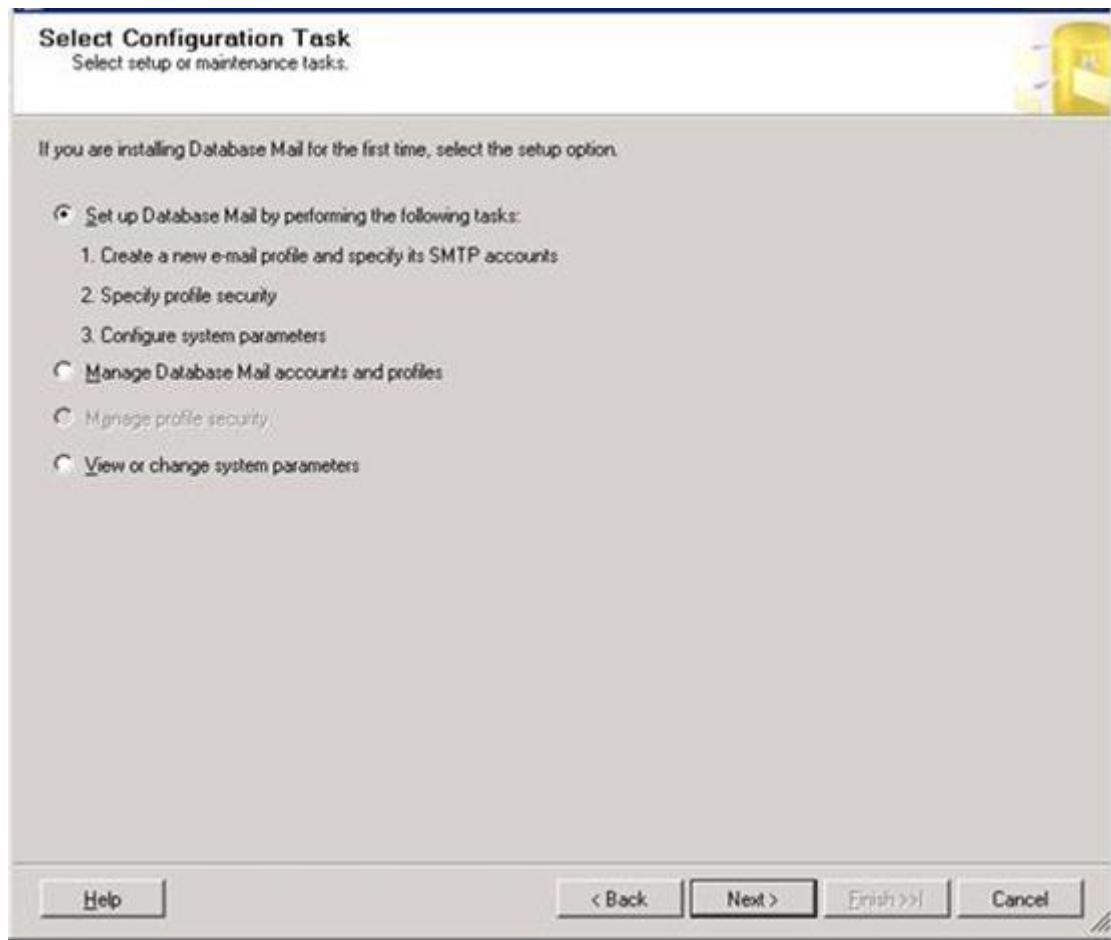 Select Configuration Task
Select setup or maintenance tasks.
If you are installing Database Mail for the first time, select the setup option.
Set up Database Mail by performing the following tasks:
1. Create a new e-mail profile and specify its SMTP accounts
2. Specify profile security
3. Configure system parameters
Manage Database Mail accounts and profiles
Manage profile security
View or change system parameters
Help
< Back
Next >
Finish >>|
Cancel